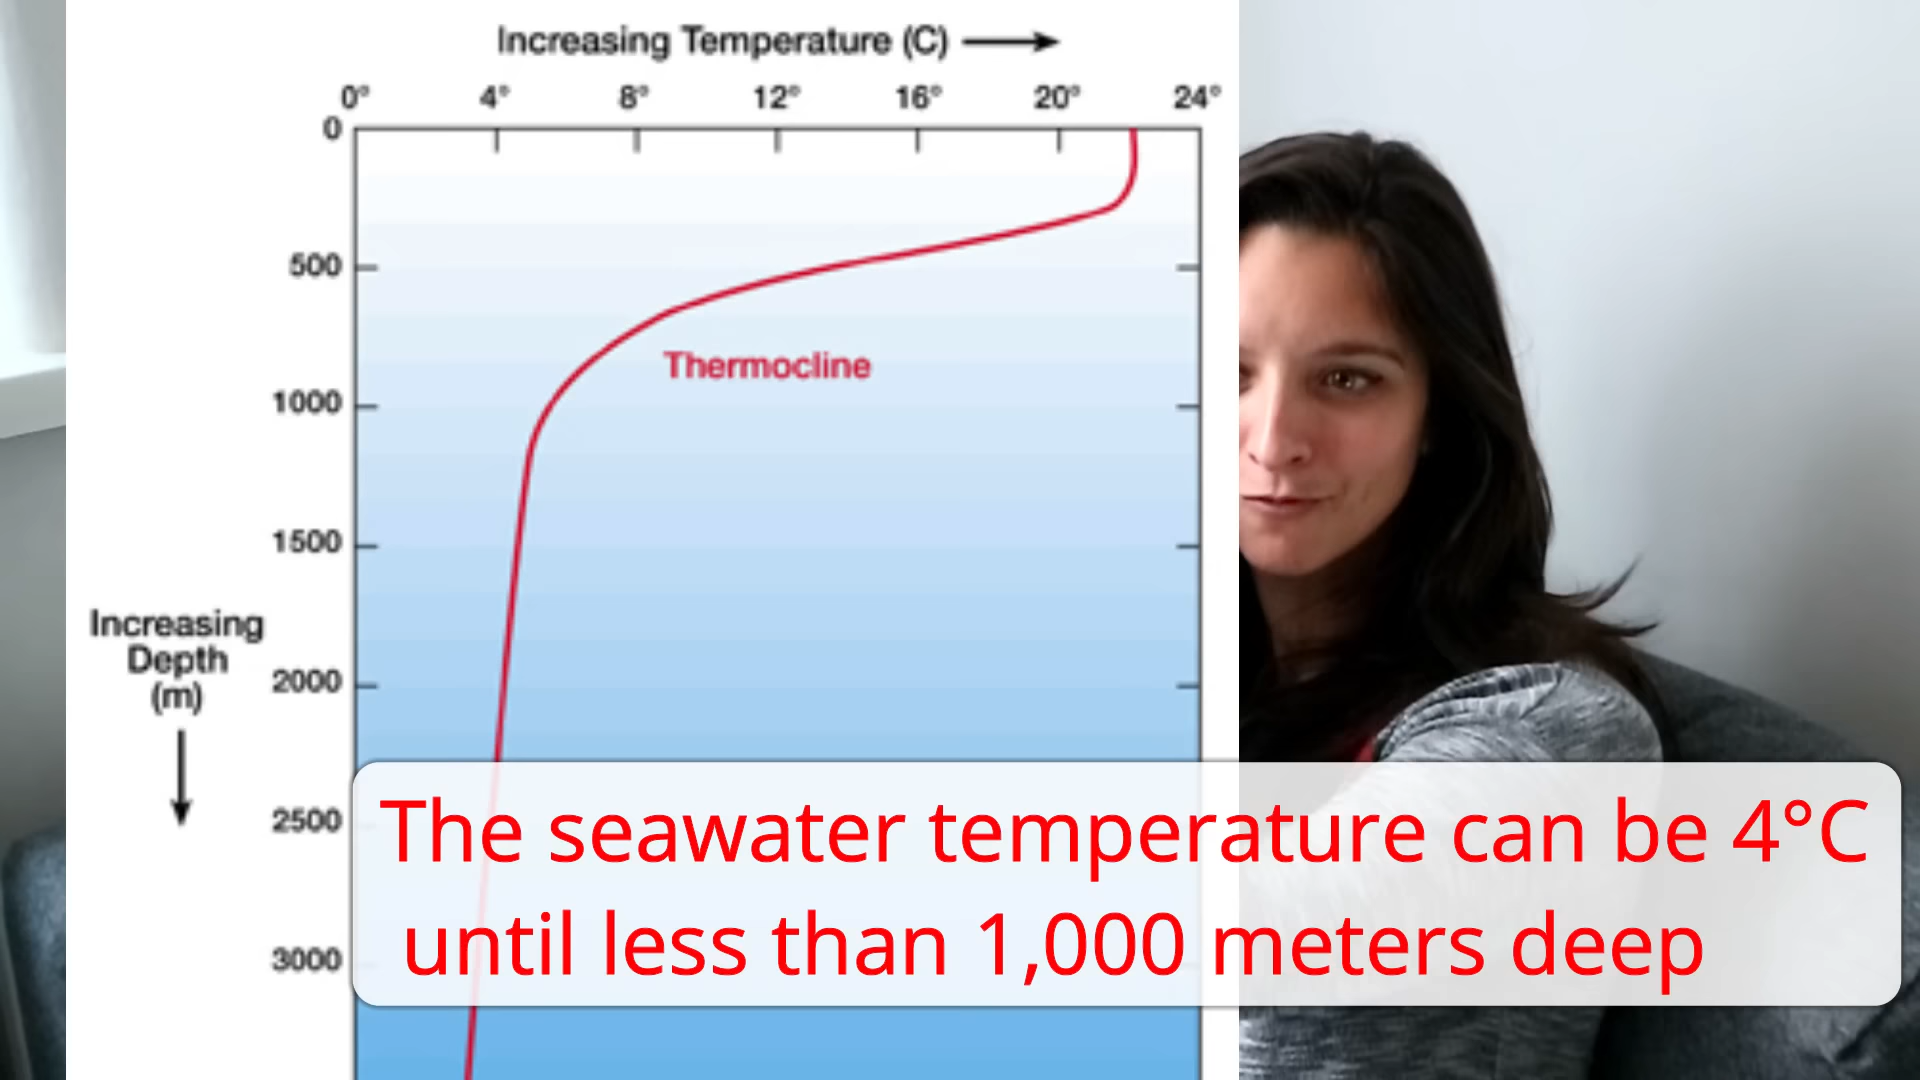 Increasing Temperature (C)
0° 4° 8° 12° 16° 20° 24°
0
500
Thermocline
1000
1500
Increasing
Depth
(m)
2000
2500
3000
The seawater temperature can be 4°C
until less than 1,000 meters deep